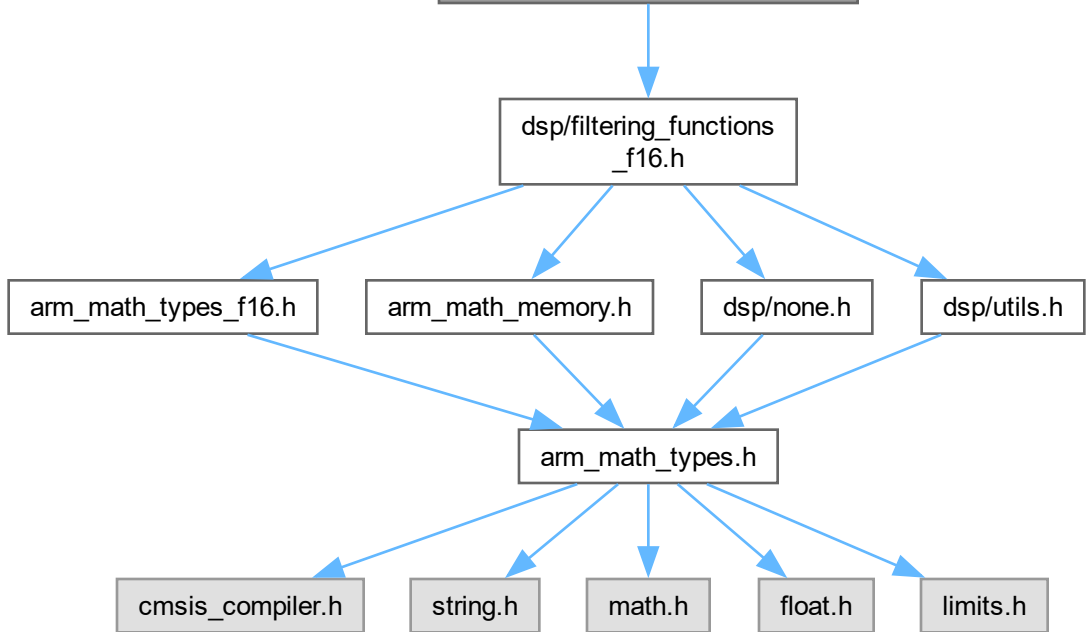 dsp/filtering_functions
_f16.h
arm_math_types_f16.h
arm_math_memory.h
dsp/none.h
dsp/utils.h
arm_math_types.h
cmsis_compiler.h
string.h
math.h
float.h
limits.h